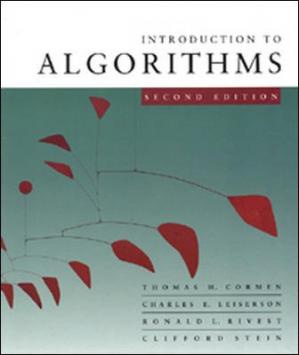 INTRODUCTION TO
ALGORITHMS
SECOND EDITION
THOMAS H. CORMEN
CHARLES E. LEISERSON
RONALD L. RIVEST
CLIFFORD STEIN